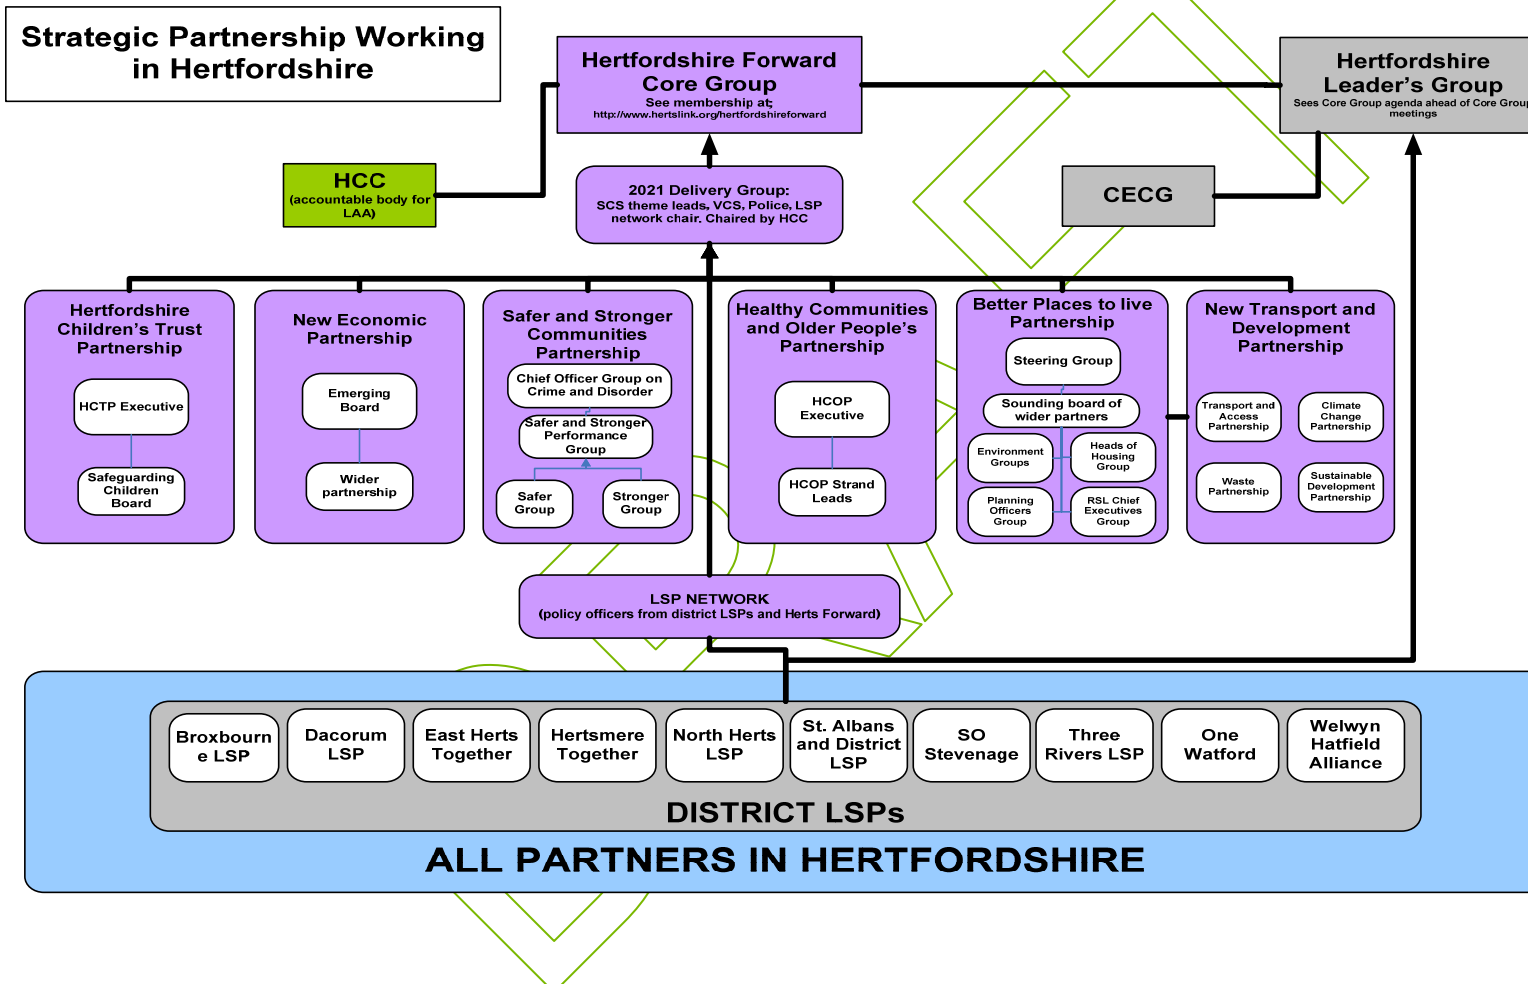 Strategic Partnership Working
in Hertfordshire
Hertfordshire Forward
Core Group
See membership at;
http://www.hertslink.org/hertfordshireforward
Hertfordshire
Leader's Group
Sees Core Group agenda ahead of Core Group
meetings
HCC
(accountable body for
LAA)
2021 Delivery Group:
SCS theme leads, VCS, Police, LSP
network chair. Chaired by HCC
CECG
Hertfordshire
Children's Trust
Partnership
HCTP Executive
Safeguarding
Children
Board
New Economic
Partnership
Emerging
Board
Wider
partnership
Safer and Stronger
Communities
Partnership
Chief Officer Group on
Crime and Disorder
Safer and Stronger
Performance
Group
Safer
Group
Stronger
Group
Healthy Communities
and Older People's
Partnership
HCOP
Executive
HCOP Strand
Leads
Better Places to live
Partnership
Steering Group
Sounding board of
wider partners
Environment
Groups
Heads of
Housing
Group
Planning
Officers
Group
RSL Chief
Executives
Group
New Transport and
Development
Partnership
Transport and
Access
Partnership
Climate
Change
Partnership
Waste
Partnership
Sustainable
Development
Partnership
LSP NETWORK
(policy officers from district LSPs and Herts Forward)
Broxbourn
e LSP
Dacorum
LSP
East Herts
Together
Hertsmere
Together
North Herts
LSP
St. Albans
and District
LSP
SO
Stevenage
Three
Rivers LSP
One
Watford
Welwyn
Hatfield
Alliance
DISTRICT LSPs
ALL PARTNERS IN HERTFORDSHIRE